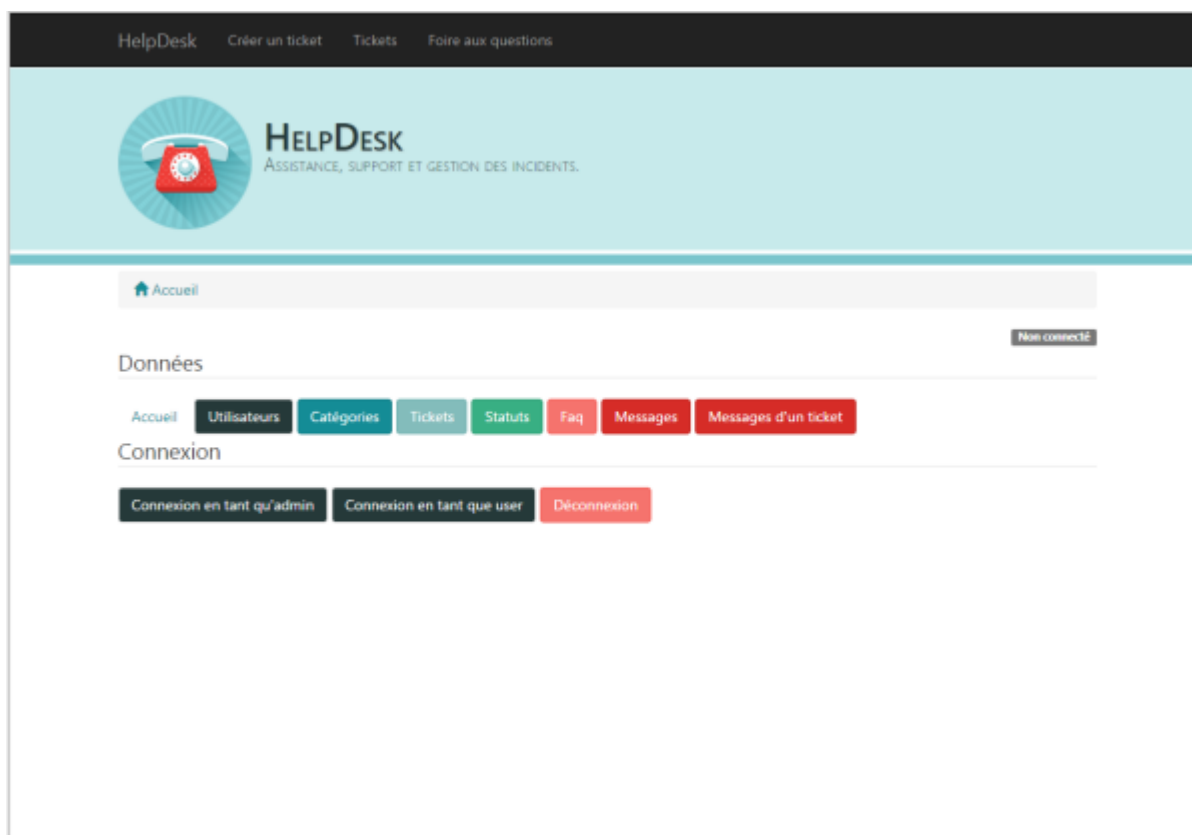 HelpDesk Créer un ticket Tickets Foire aux questions
HELPDESK
ASSISTANCE, SUPPORT ET GESTION DES INCIDENTS.
Accueil
Non connecté
Données
Accueil Utilisateurs Catégories Tickets Statuts Faq Messages Messages d'un ticket
Connexion
Connexion en tant qu'admin Connexion en tant que user Déconnexion